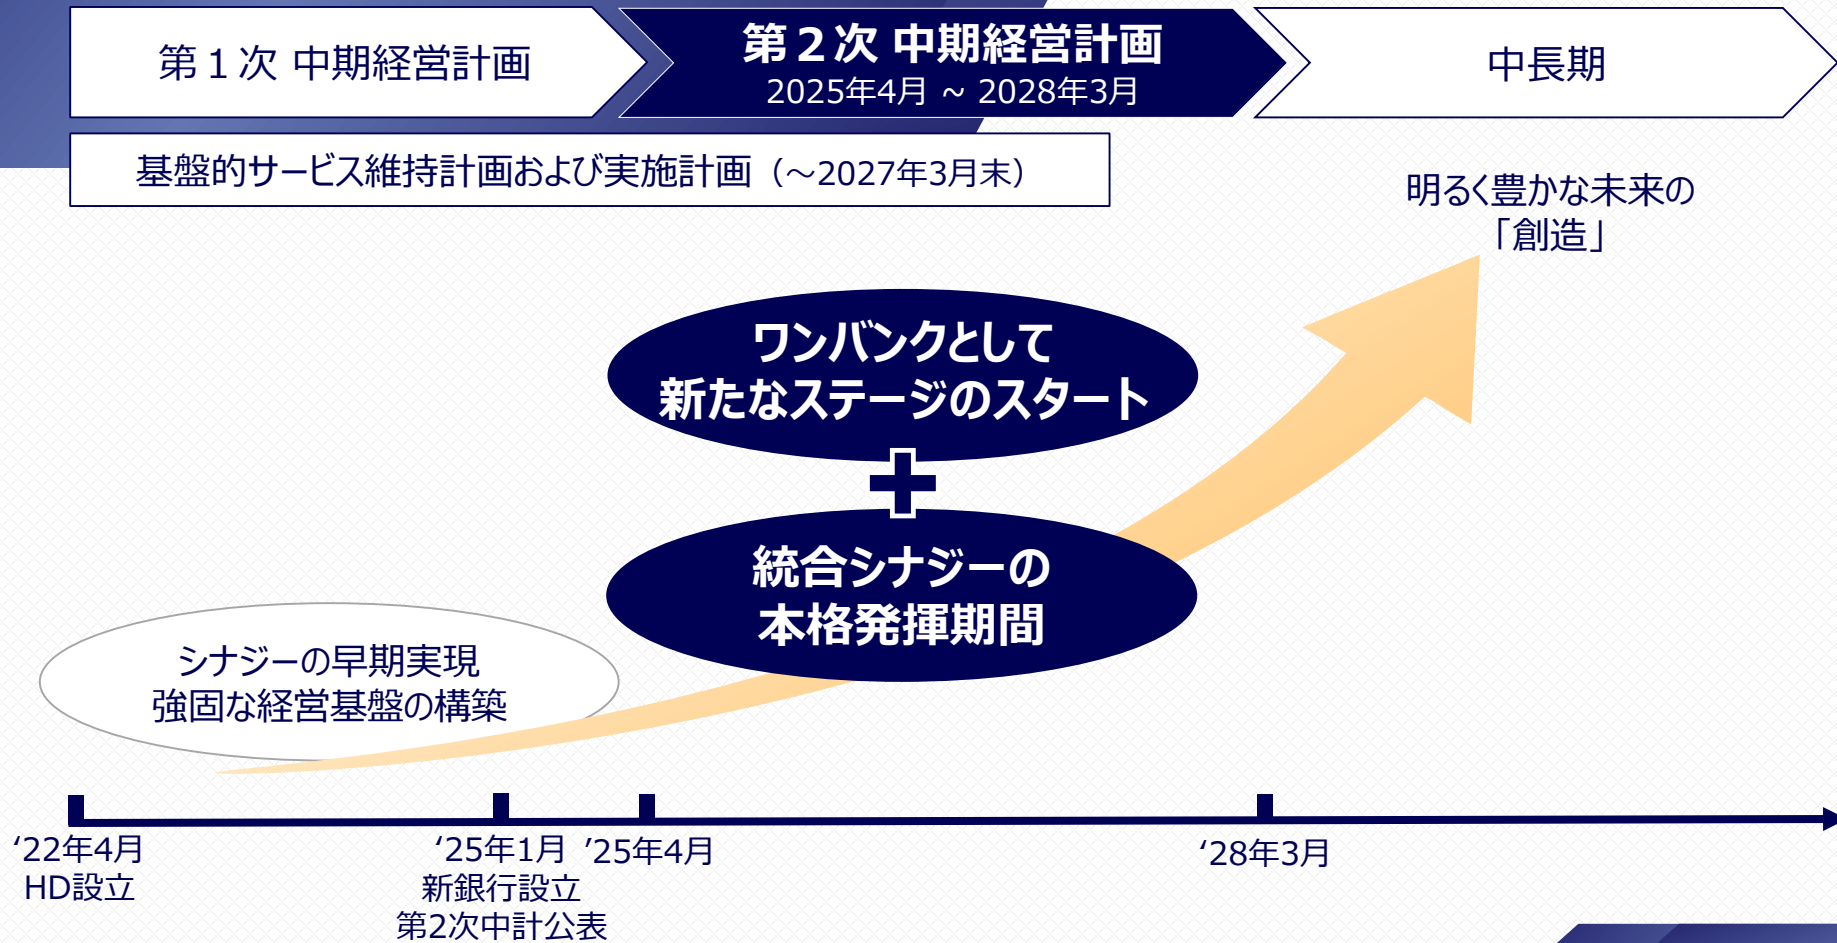 第1次 中期経営計画
第2次 中期経営計画
2025年4月 ~ 2028年3月
中長期
基盤的サービス維持計画および実施計画（～2027年3月末）
明るく豊かな未来の
「創造」
ワンバンクとして
新たなステージのスタート
統合シナジーの
本格発揮期間
シナジーの早期実現
強固な経営基盤の構築
‘22年4月
HD設立
‘25年1月
新銀行設立
第2次中計公表
’25年4月
‘28年3月